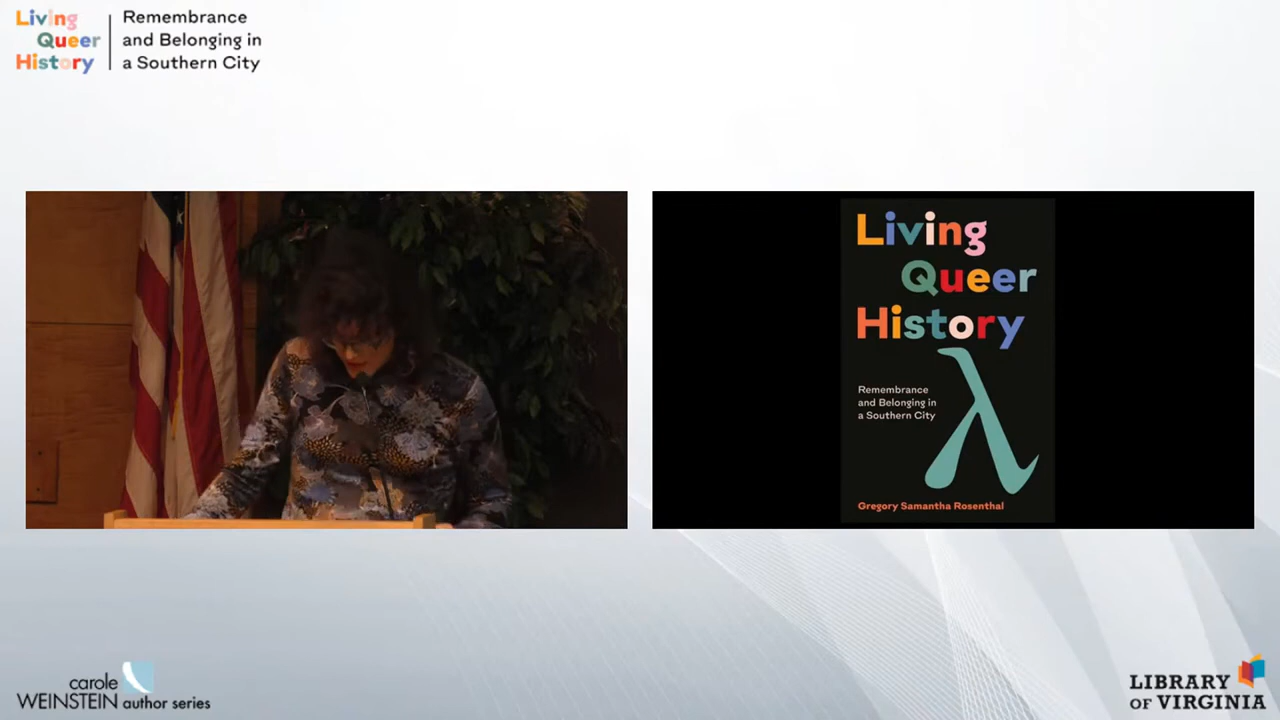 Living
Queer
History
Remembrance
and Belonging in
a Southern City
Living
Queer
History
λ
Remembrance
and Belonging in
a Southern City
Gregory Samantha Rosenthal
carole
WEINSTEIN author series
LIBRARY
OF VIRGINIA